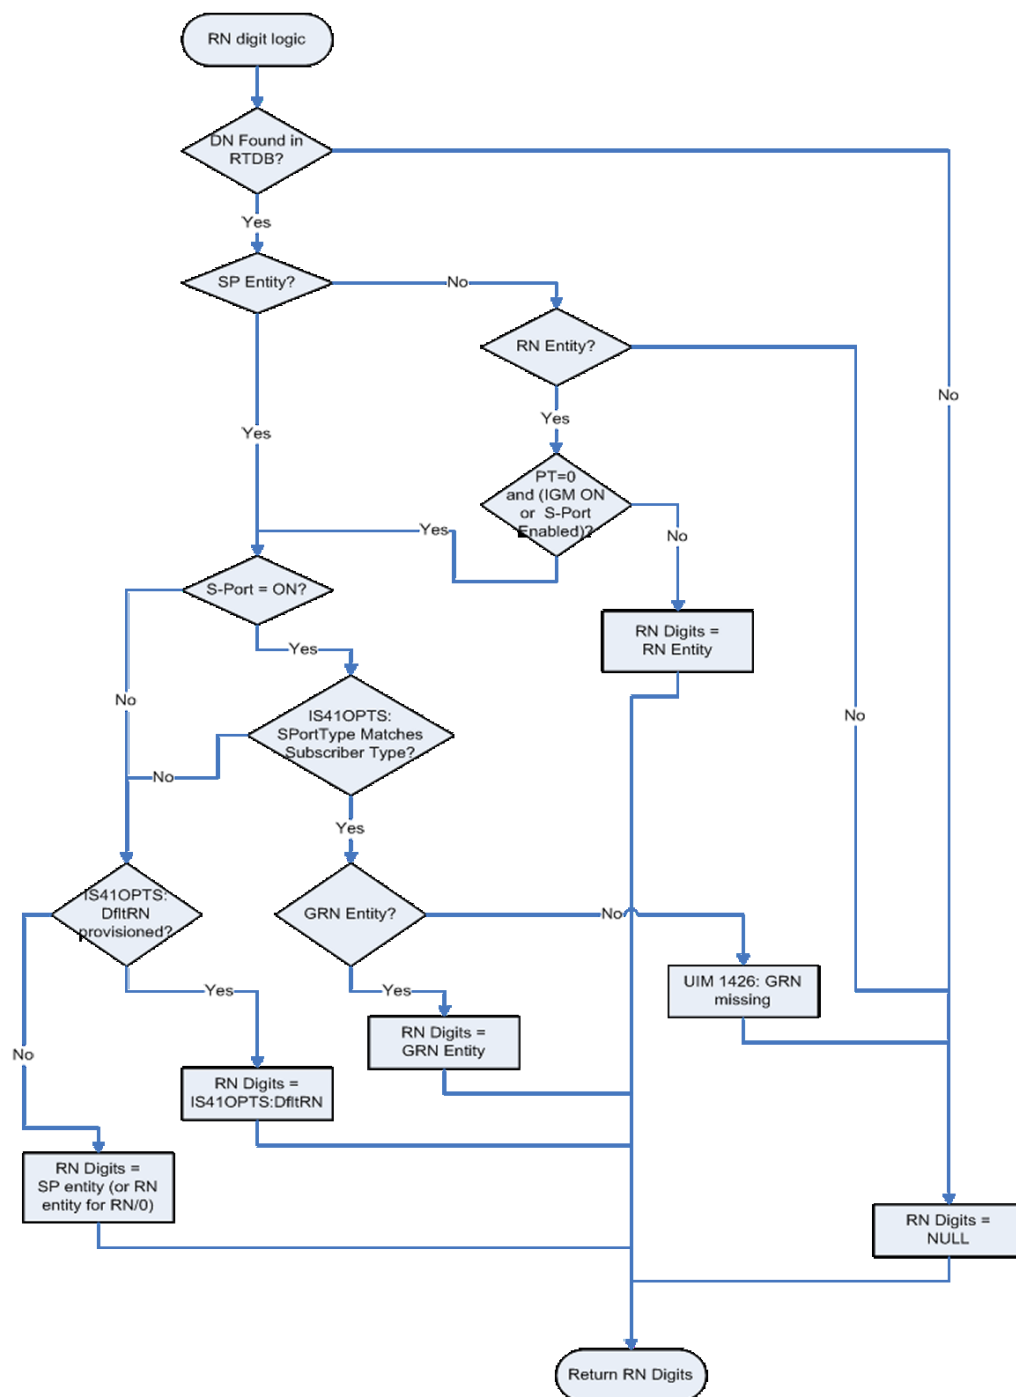 RN digit logic
DN Found in
RTDB?
Yes
SP Entity?
No
RN Entity?
No
Yes
Yes
PT=0
and (IGM ON
or S-Port
Enabled)?
Yes
No
S-Port = ON?
RN Digits =
RN Entity
Yes
No
IS41OPTS:
SPortType Matches
Subscriber Type?
No
No
Yes
IS41OPTS:
DfltRN
provisioned?
GRN Entity?
No
UIM 1426: GRN
missing
Yes
Yes
RN Digits =
GRN Entity
No
RN Digits =
IS41OPTS:DfltRN
RN Digits =
SP entity (or RN
entity for RN/0)
RN Digits =
NULL
Return RN Digits